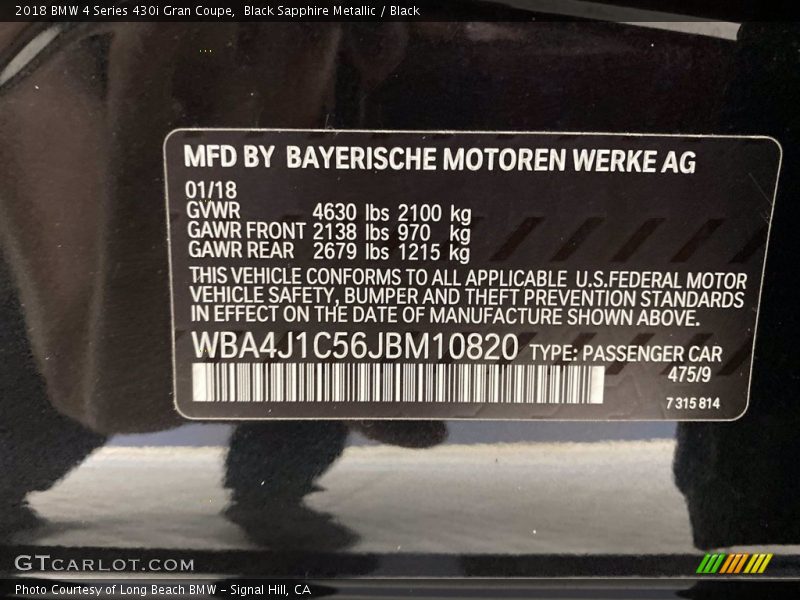 2018 BMW 4 Series 430i Gran Coupe,  Black Sapphire Metallic / Black
MFD BY BAYERISCHE MOTOREN WERKE AG
01/18
GVWR 4630 lbs 2100 kg
GAWR FRONT 2138 lbs 970 kg
GAWR REAR 2679 lbs 1215 kg
THIS VEHICLE CONFORMS TO ALL APPLICABLE U.S.FEDERAL MOTOR
VEHICLE SAFETY, BUMPER AND THEFT PREVENTION STANDARDS
IN EFFECT ON THE DATE OF MANUFACTURE SHOWN ABOVE.
WBA4J1C56JBM10820 TYPE: PASSENGER CAR
475/9
7 315 814
GTCARLOT.COM
Photo Courtesy of Long Beach BMW - Signal Hill, CA